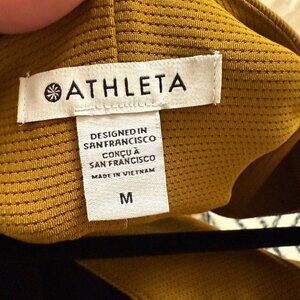 ATHLETA
DESIGNED IN
SAN FRANCISCO
CONÇU À
SAN FRANCISCO
MADE IN VIETNAM
M